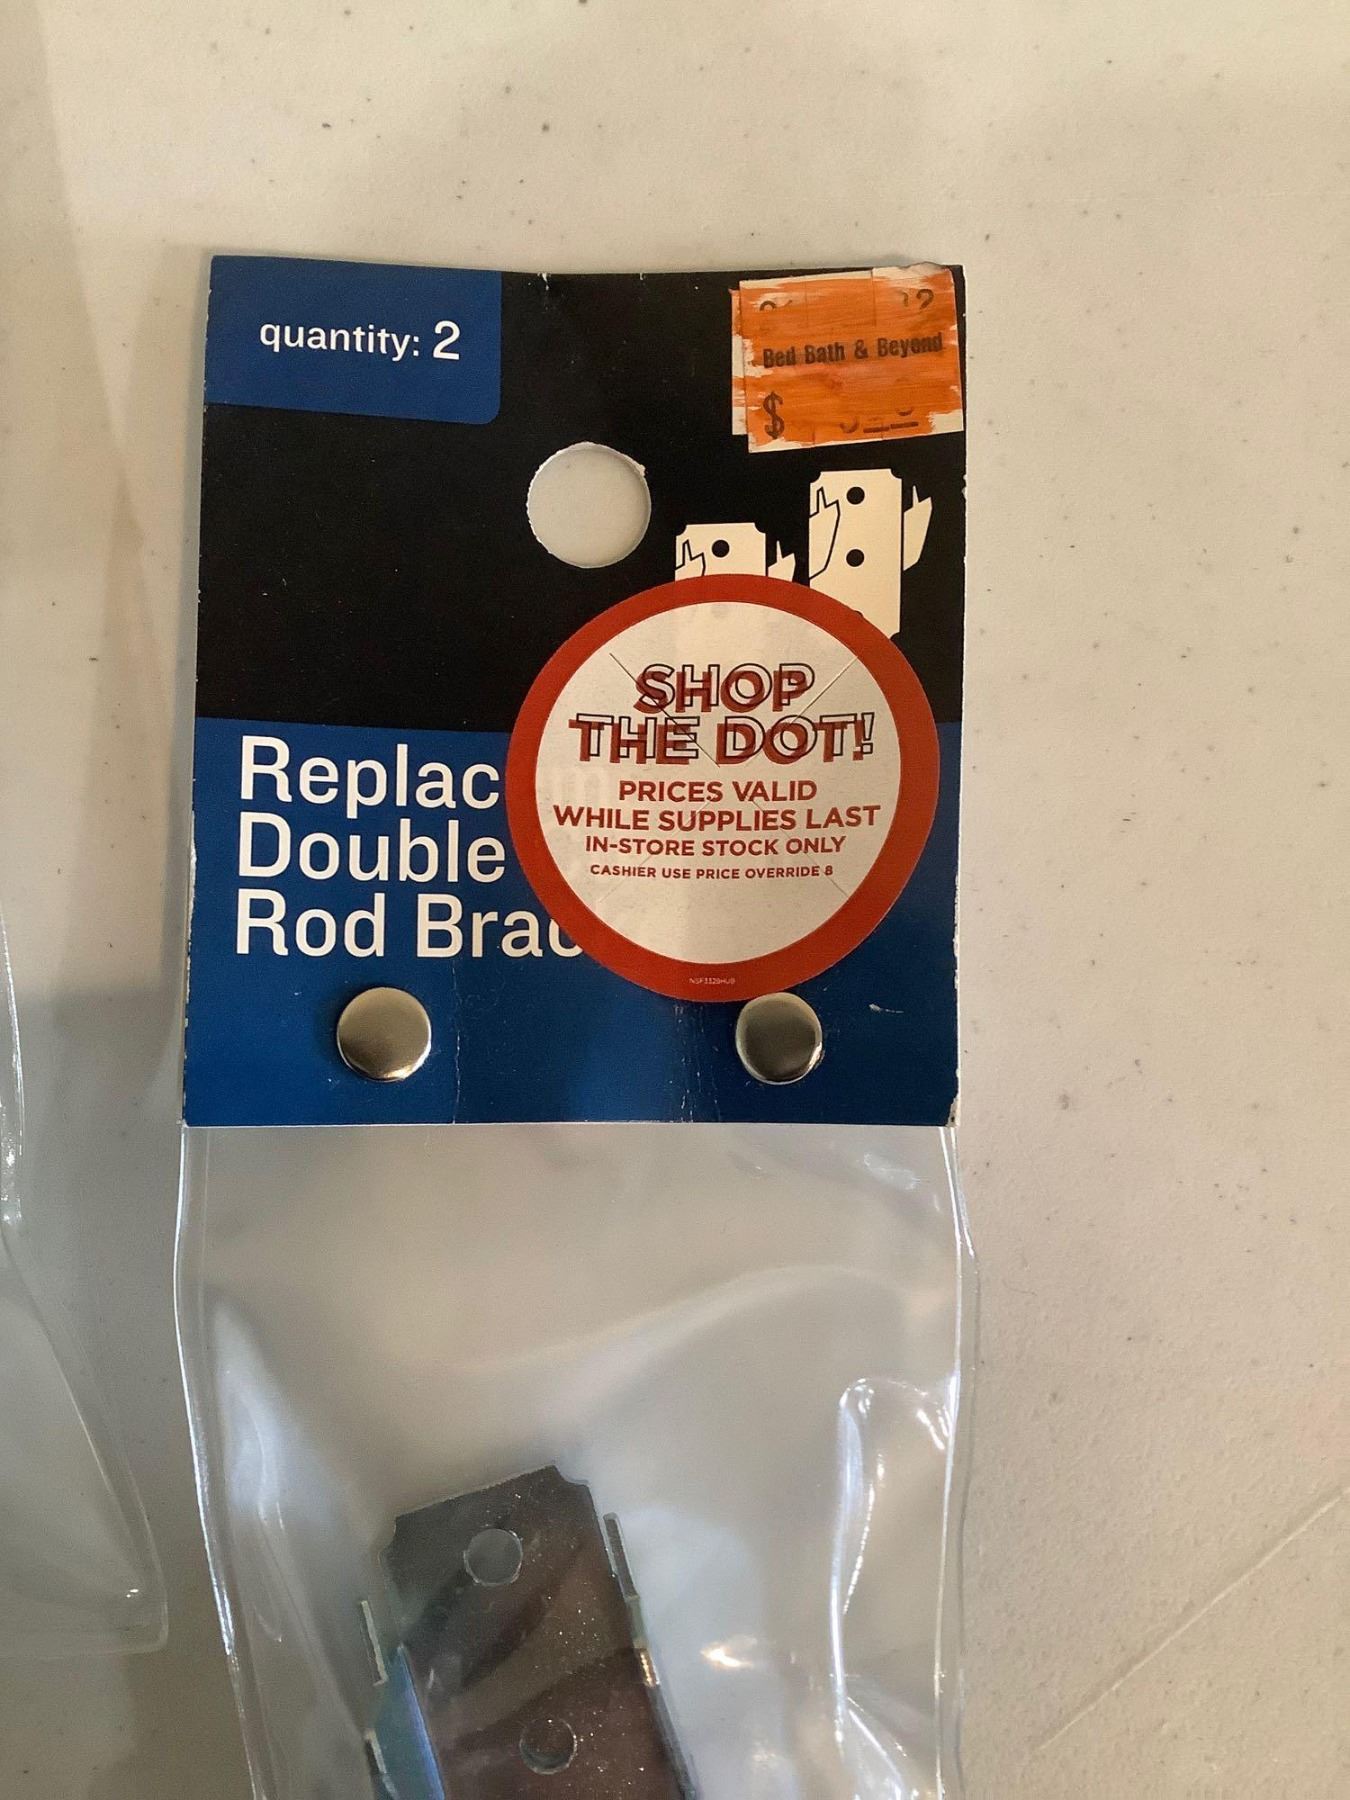 quantity: 2
Bed Bath & Beyond
$
Replac
Double
Rod Brac
SHOP
THE DOT!
PRICES VALID
WHILE SUPPLIES LAST
IN-STORE STOCK ONLY
CASHIER USE PRICE OVERRIDE 8
NSF3329HUB